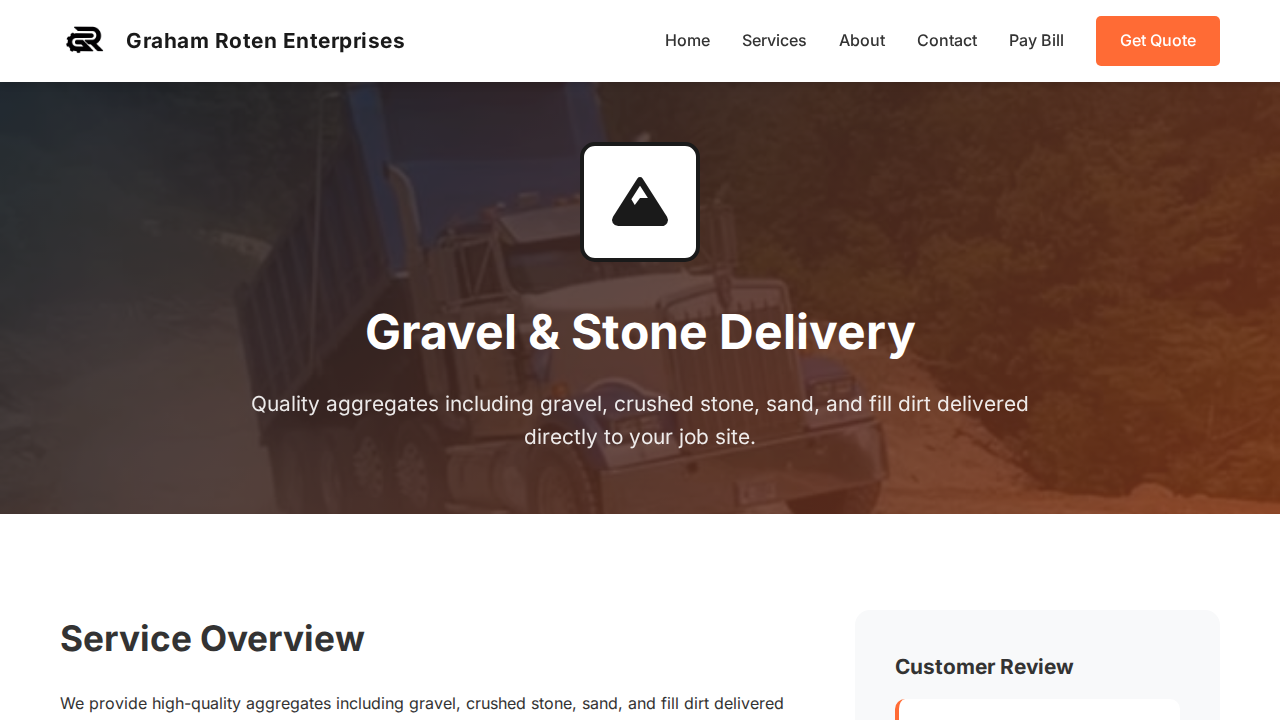 GR
Graham Roten Enterprises
Home
Services
About
Contact
Pay Bill
Get Quote
Gravel & Stone Delivery
Quality aggregates including gravel, crushed stone, sand, and fill dirt delivered
directly to your job site.
Service Overview
Customer Review
We provide high-quality aggregates including gravel, crushed stone, sand, and fill dirt delivered